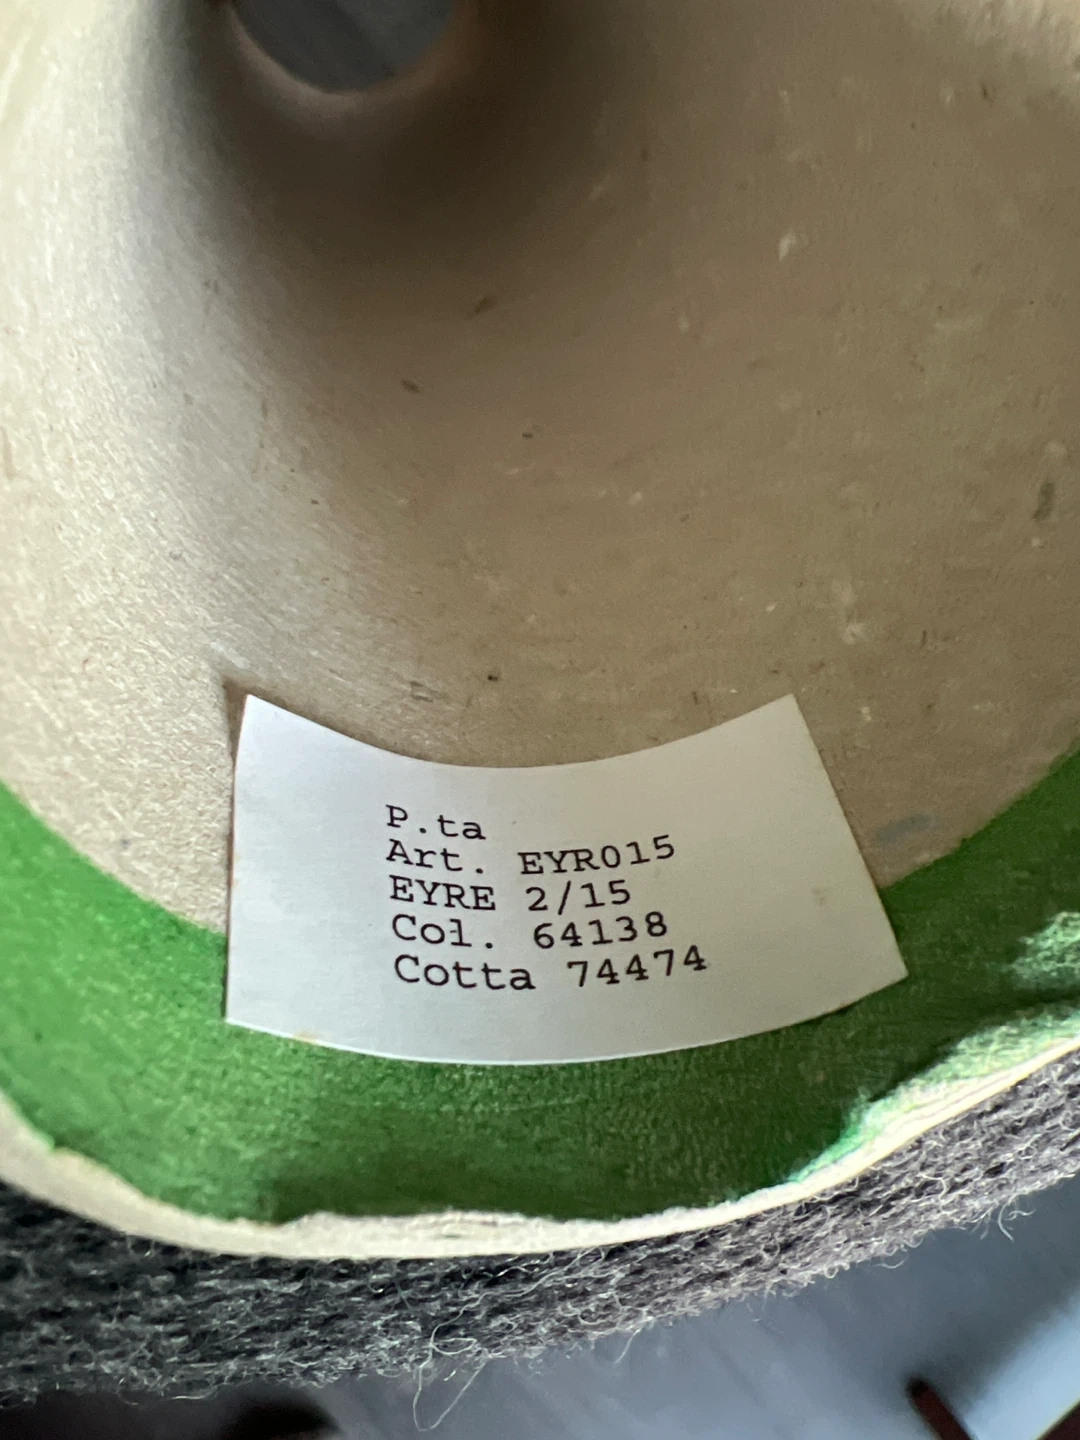 P.ta
Art. EYR015
EYRE 2/15
Col. 64138
Cotta 74474